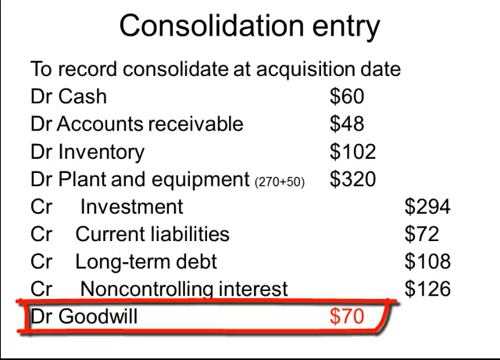 Consolidation entry
To record consolidate at acquisition date
Dr Cash $60
Dr Accounts receivable $48
Dr Inventory $102
Dr Plant and equipment (270+50) $320
Cr Investment $294
Cr Current liabilities $72
Cr Long-term debt $108
Cr Noncontrolling interest $126
Dr Goodwill $70